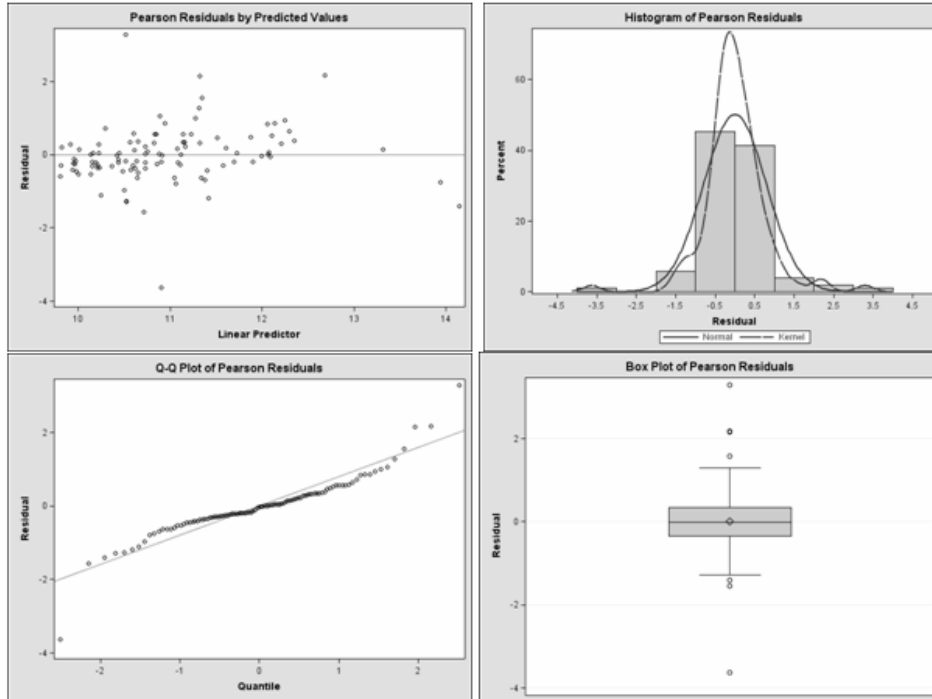 Pearson Residuals by Predicted Values
2
0
-2
-4
Residual
10 11 12 13 14
Linear Predictor
Histogram of Pearson Residuals
60
40
20
0
Percent
-4.5 -3.5 -2.5 -1.5 -0.5 0.5 1.5 2.5 3.5 4.5
Residual
Normal Kernel
Q-Q Plot of Pearson Residuals
2
0
-2
-4
Residual
-2 -1 0 1 2
Quantile
Box Plot of Pearson Residuals
2
0
-2
-4
Residual